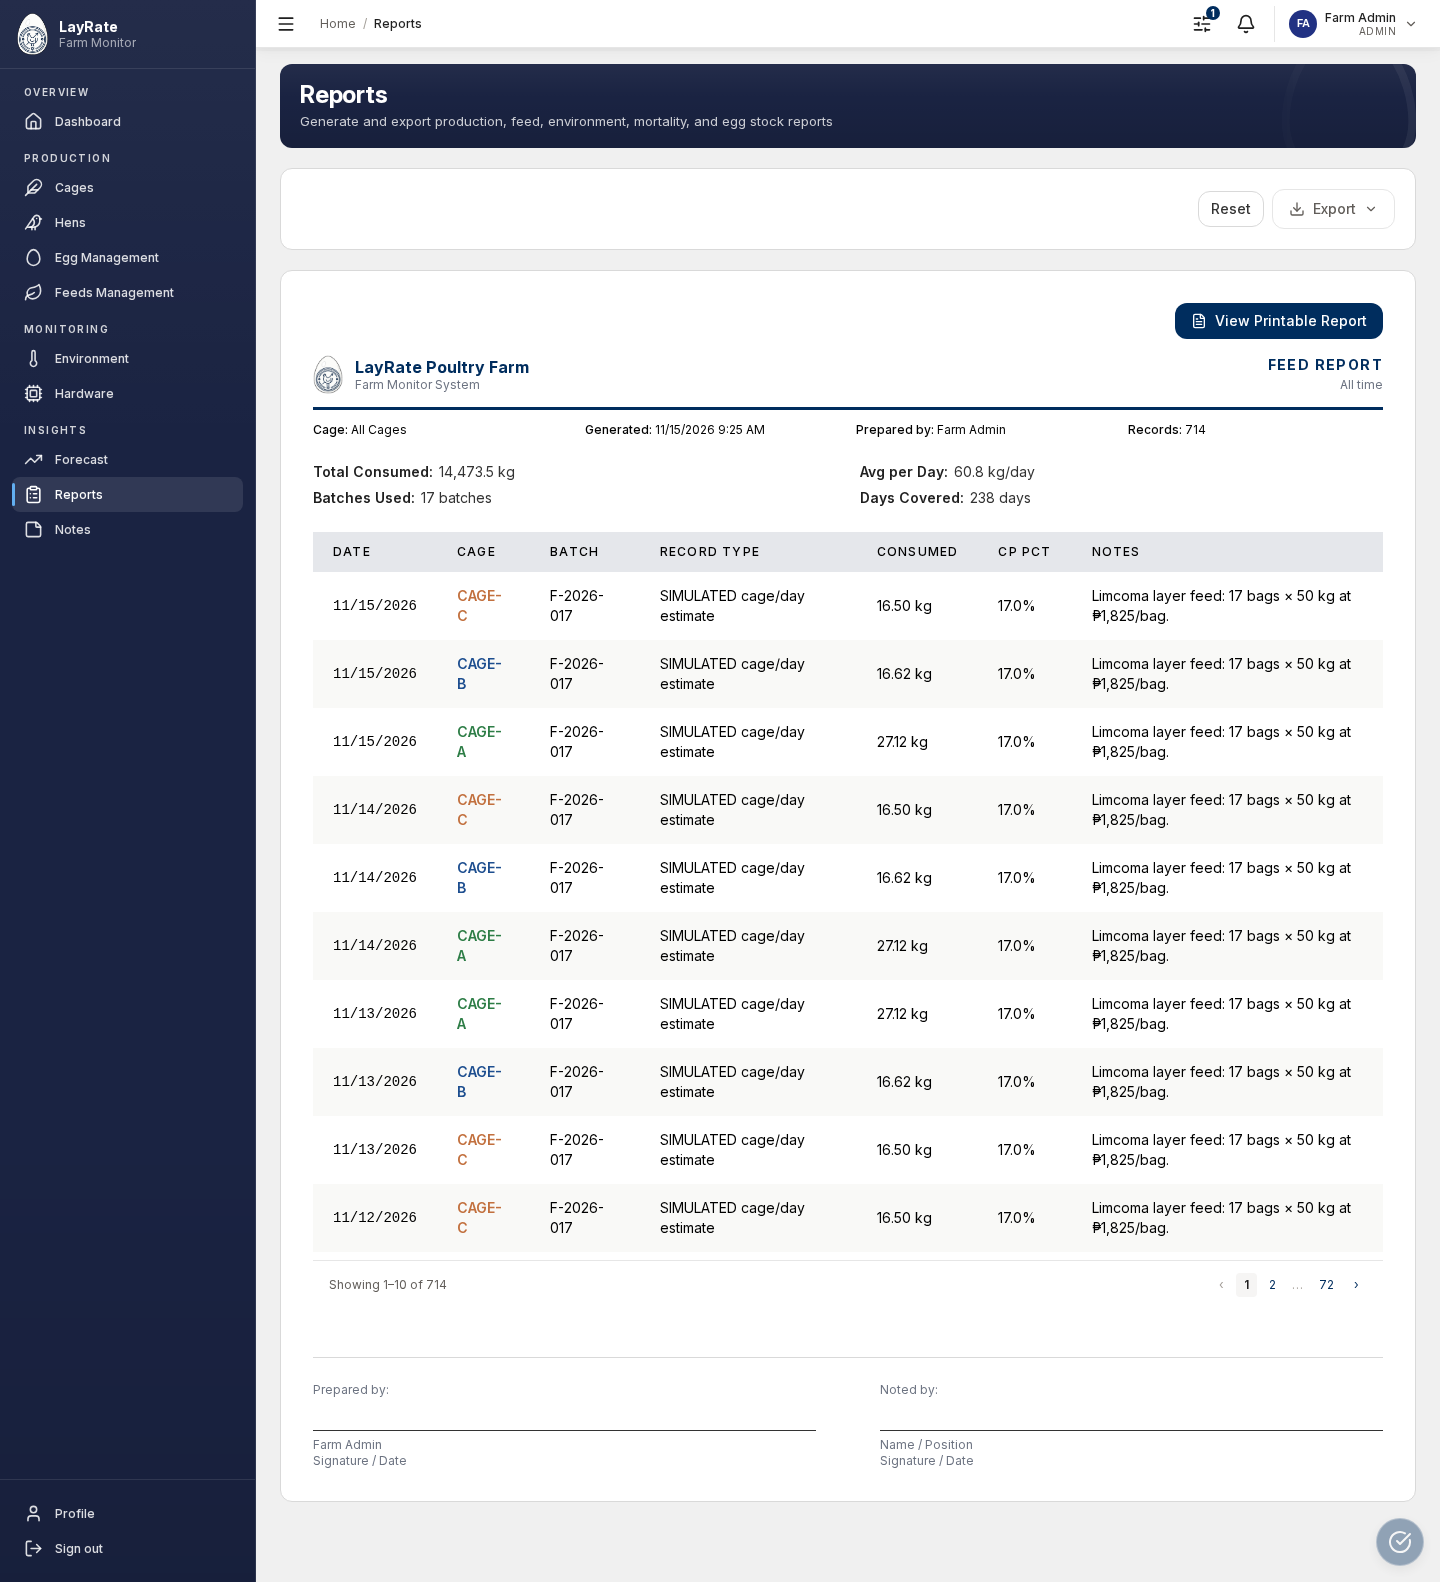 LayRate
Farm Monitor
OVERVIEW
Dashboard
PRODUCTION
Cages
Hens
Egg Management
Feeds Management
MONITORING
Environment
Hardware
INSIGHTS
Forecast
Reports
Notes
Profile
Sign out
Home / Reports
1
FA
Farm Admin
ADMIN
Reports
Generate and export production, feed, environment, mortality, and egg stock reports
Reset
Export
View Printable Report
LayRate Poultry Farm
Farm Monitor System
FEED REPORT
All time
Cage: All Cages Generated: 11/15/2026 9:25 AM Prepared by: Farm Admin Records: 714
Total Consumed: 14,473.5 kg Avg per Day: 60.8 kg/day
Batches Used: 17 batches Days Covered: 238 days
DATE CAGE BATCH RECORD TYPE CONSUMED CP PCT NOTES
11/15/2026 CAGE-C F-2026-017 SIMULATED cage/day estimate 16.50 kg 17.0% Limcoma layer feed: 17 bags × 50 kg at ₱1,825/bag.
11/15/2026 CAGE-B F-2026-017 SIMULATED cage/day estimate 16.62 kg 17.0% Limcoma layer feed: 17 bags × 50 kg at ₱1,825/bag.
11/15/2026 CAGE-A F-2026-017 SIMULATED cage/day estimate 27.12 kg 17.0% Limcoma layer feed: 17 bags × 50 kg at ₱1,825/bag.
11/14/2026 CAGE-C F-2026-017 SIMULATED cage/day estimate 16.50 kg 17.0% Limcoma layer feed: 17 bags × 50 kg at ₱1,825/bag.
11/14/2026 CAGE-B F-2026-017 SIMULATED cage/day estimate 16.62 kg 17.0% Limcoma layer feed: 17 bags × 50 kg at ₱1,825/bag.
11/14/2026 CAGE-A F-2026-017 SIMULATED cage/day estimate 27.12 kg 17.0% Limcoma layer feed: 17 bags × 50 kg at ₱1,825/bag.
11/13/2026 CAGE-A F-2026-017 SIMULATED cage/day estimate 27.12 kg 17.0% Limcoma layer feed: 17 bags × 50 kg at ₱1,825/bag.
11/13/2026 CAGE-B F-2026-017 SIMULATED cage/day estimate 16.62 kg 17.0% Limcoma layer feed: 17 bags × 50 kg at ₱1,825/bag.
11/13/2026 CAGE-C F-2026-017 SIMULATED cage/day estimate 16.50 kg 17.0% Limcoma layer feed: 17 bags × 50 kg at ₱1,825/bag.
11/12/2026 CAGE-C F-2026-017 SIMULATED cage/day estimate 16.50 kg 17.0% Limcoma layer feed: 17 bags × 50 kg at ₱1,825/bag.
Showing 1–10 of 714 ‹ 1 2 … 72 ›
Prepared by: Noted by:
Farm Admin Name / Position
Signature / Date Signature / Date